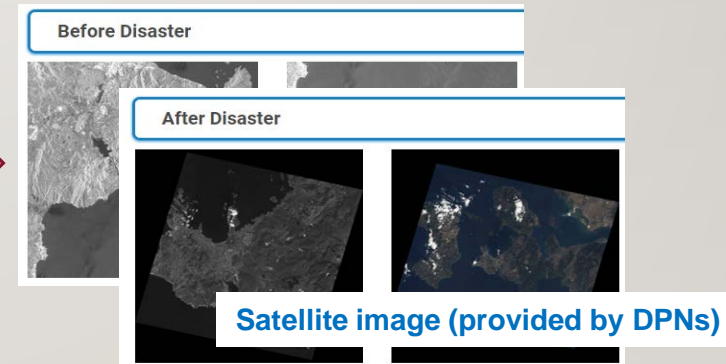 Before Disaster
After Disaster
Satellite image (provided by DPNs)